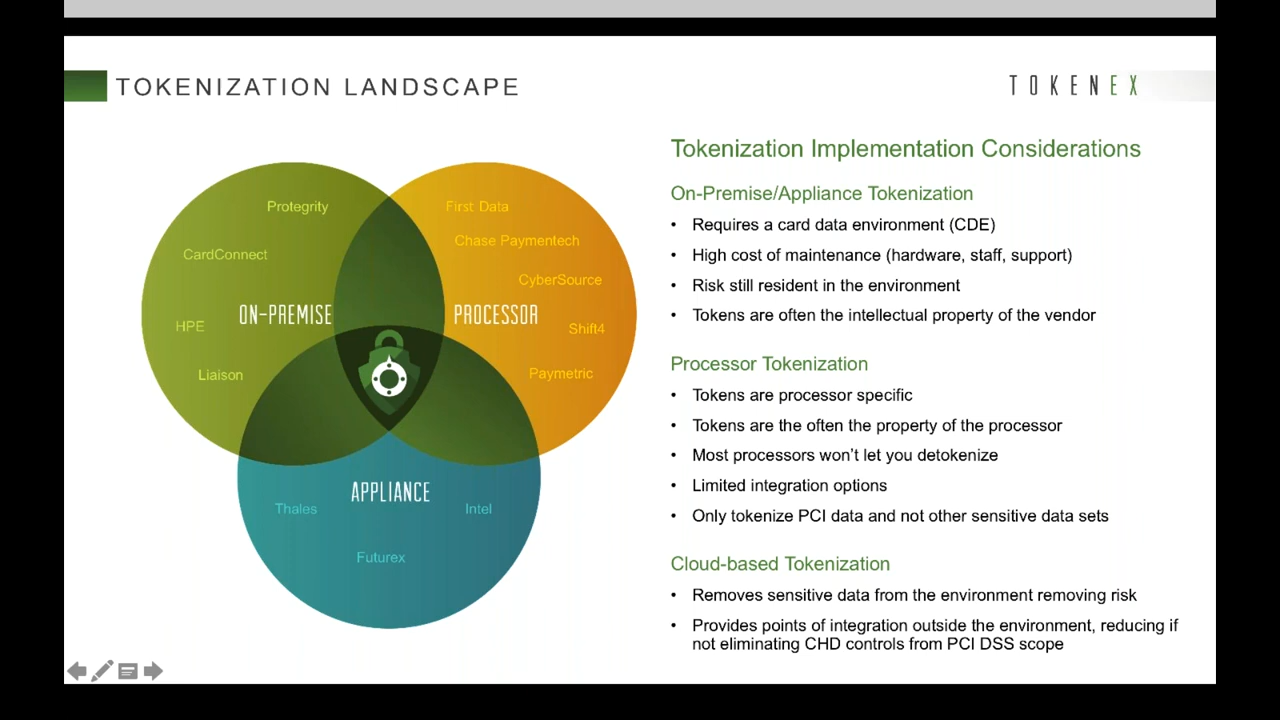 TOKENIZATION LANDSCAPE
TOKENEX
Protegrity
CardConnect
ON-PREMISE
HPE
Liaison
First Data
Chase Paymentech
CyberSource
PROCESSOR
Shift4
Paymetric
APPLIANCE
Thales
Intel
Futurex
Tokenization Implementation Considerations
On-Premise/Appliance Tokenization
• Requires a card data environment (CDE)
• High cost of maintenance (hardware, staff, support)
• Risk still resident in the environment
• Tokens are often the intellectual property of the vendor
Processor Tokenization
• Tokens are processor specific
• Tokens are the often the property of the processor
• Most processors won’t let you detokenize
• Limited integration options
• Only tokenize PCI data and not other sensitive data sets
Cloud-based Tokenization
• Removes sensitive data from the environment removing risk
• Provides points of integration outside the environment, reducing if
not eliminating CHD controls from PCI DSS scope